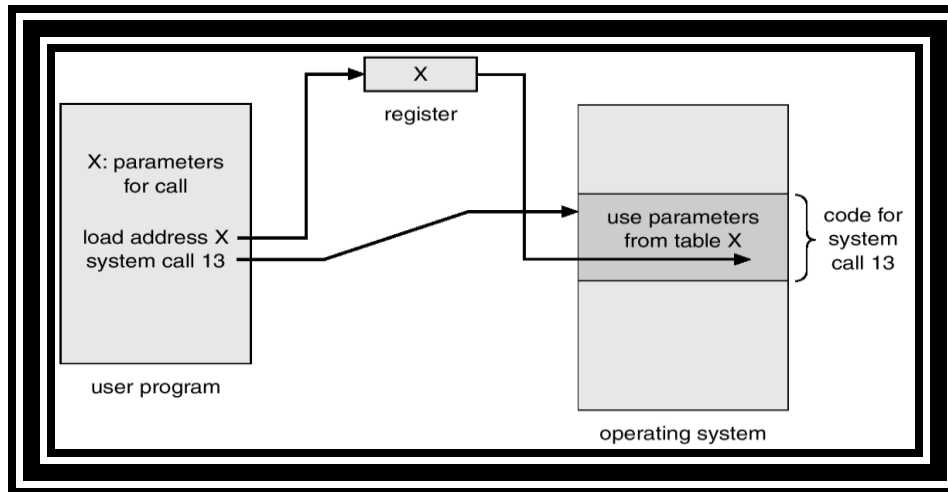 X
register
X: parameters
for call
load address X
system call 13
user program
use parameters
from table X
code for
system
call 13
operating system